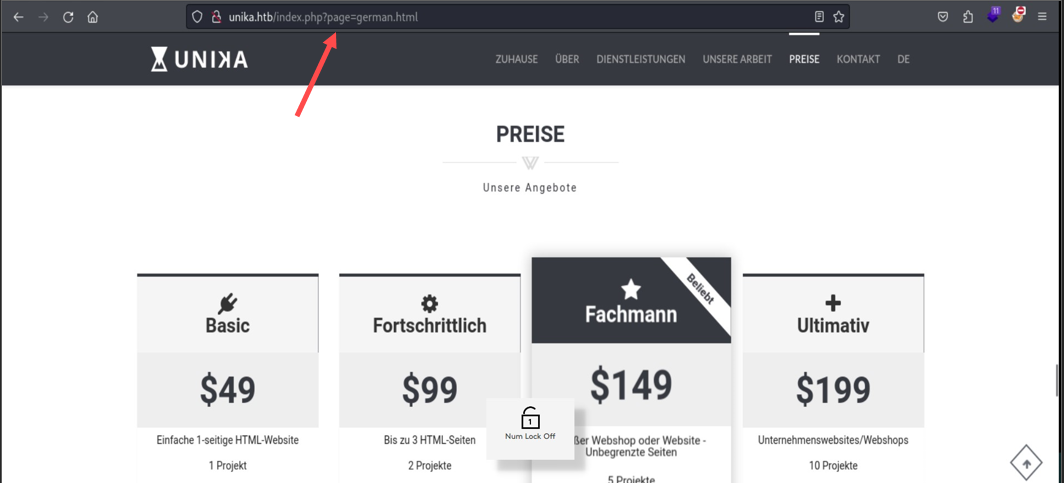 unika.htb/index.php?page=german.html
11
UNIKA
ZUHAUSE ÜBER DIENSTLEISTUNGEN UNSERE ARBEIT PREISE KONTAKT DE
PREISE
Unsere Angebote
Beliebt
Basic Fortschrittlich Fachmann Ultimativ
$49 $99 $149 $199
1
Num Lock Off
Einfache 1-seitige HTML-Website
Bis zu 3 HTML-Seiten
Webshop oder Website -
Unbegrenzte Seiten
Unternehmenswebsites/Webshops
1 Projekt 2 Projekte 5 Projekte 10 Projekte